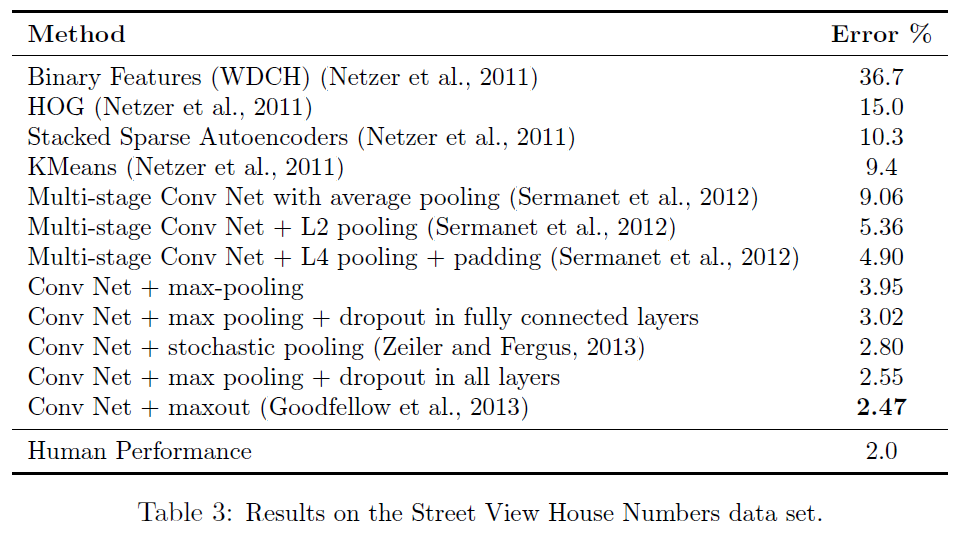 Method Error %
Binary Features (WDCH) (Netzer et al., 2011) 36.7
HOG (Netzer et al., 2011) 15.0
Stacked Sparse Autoencoders (Netzer et al., 2011) 10.3
KMeans (Netzer et al., 2011) 9.4
Multi-stage Conv Net with average pooling (Sermanet et al., 2012) 9.06
Multi-stage Conv Net + L2 pooling (Sermanet et al., 2012) 5.36
Multi-stage Conv Net + L4 pooling + padding (Sermanet et al., 2012) 4.90
Conv Net + max-pooling 3.95
Conv Net + max pooling + dropout in fully connected layers 3.02
Conv Net + stochastic pooling (Zeiler and Fergus, 2013) 2.80
Conv Net + max pooling + dropout in all layers 2.55
Conv Net + maxout (Goodfellow et al., 2013) 2.47
Human Performance 2.0
Table 3: Results on the Street View House Numbers data set.